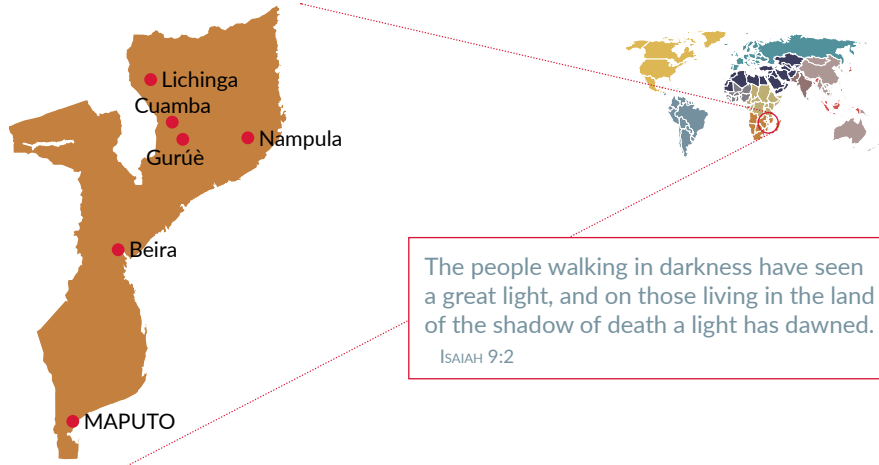 Lichinga
Cuamba
Nampula
Gurúè
Beira
MAPUTO
The people walking in darkness have seen
a great light, and on those living in the land
of the shadow of death a light has dawned.
Isaiah 9:2